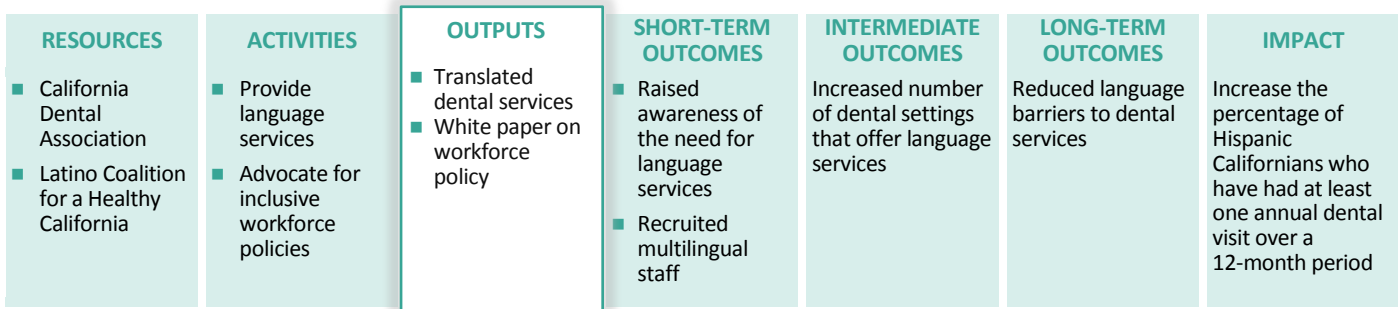 RESOURCES
California
Dental
Association
Latino Coalition
for a Healthy
California
ACTIVITIES
Provide
language
services
Advocate for
inclusive
workforce
policies
OUTPUTS
Translated
dental services
White paper on
workforce
policy
SHORT-TERM
OUTCOMES
Raised
awareness of
the need for
language
services
Recruited
multilingual
staff
INTERMEDIATE
OUTCOMES
Increased number
of dental settings
that offer language
services
LONG-TERM
OUTCOMES
Reduced language
barriers to dental
services
IMPACT
Increase the
percentage of
Hispanic
Californians who
have had at least
one annual dental
visit over a
12-month period